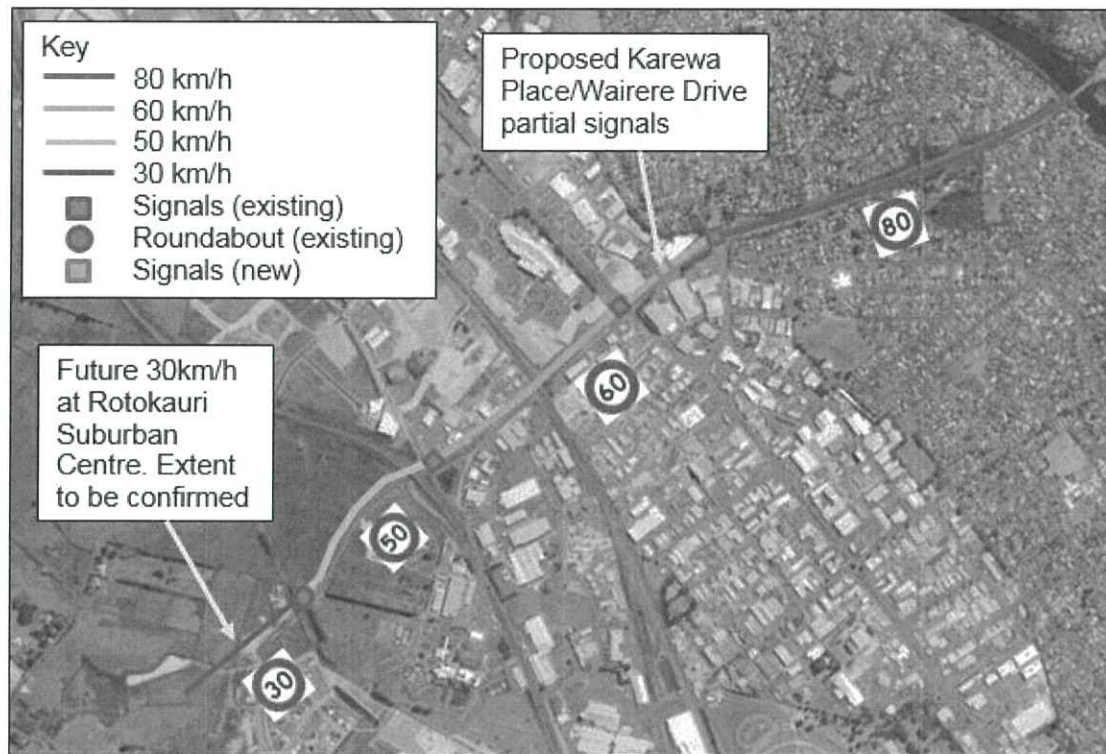 Key
80 km/h
60 km/h
50 km/h
30 km/h
Signals (existing)
Roundabout (existing)
Signals (new)
Proposed Karewa
Place/Wairere Drive
partial signals
80
60
Future 30km/h
at Rotokauri
Suburban
Centre. Extent
to be confirmed
50
30